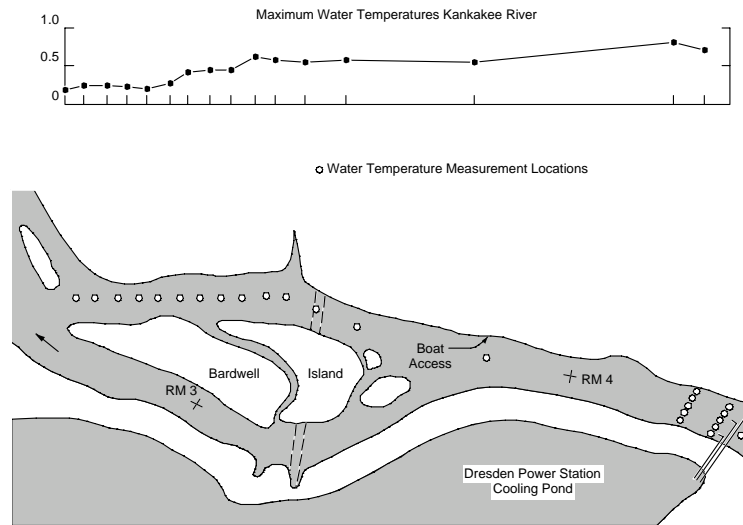 Maximum Water Temperatures Kankakee River
1.0
0.5
0
Water Temperature Measurement Locations
Boat
Access
Bardwell
Island
RM 3
RM 4
Dresden Power Station
Cooling Pond